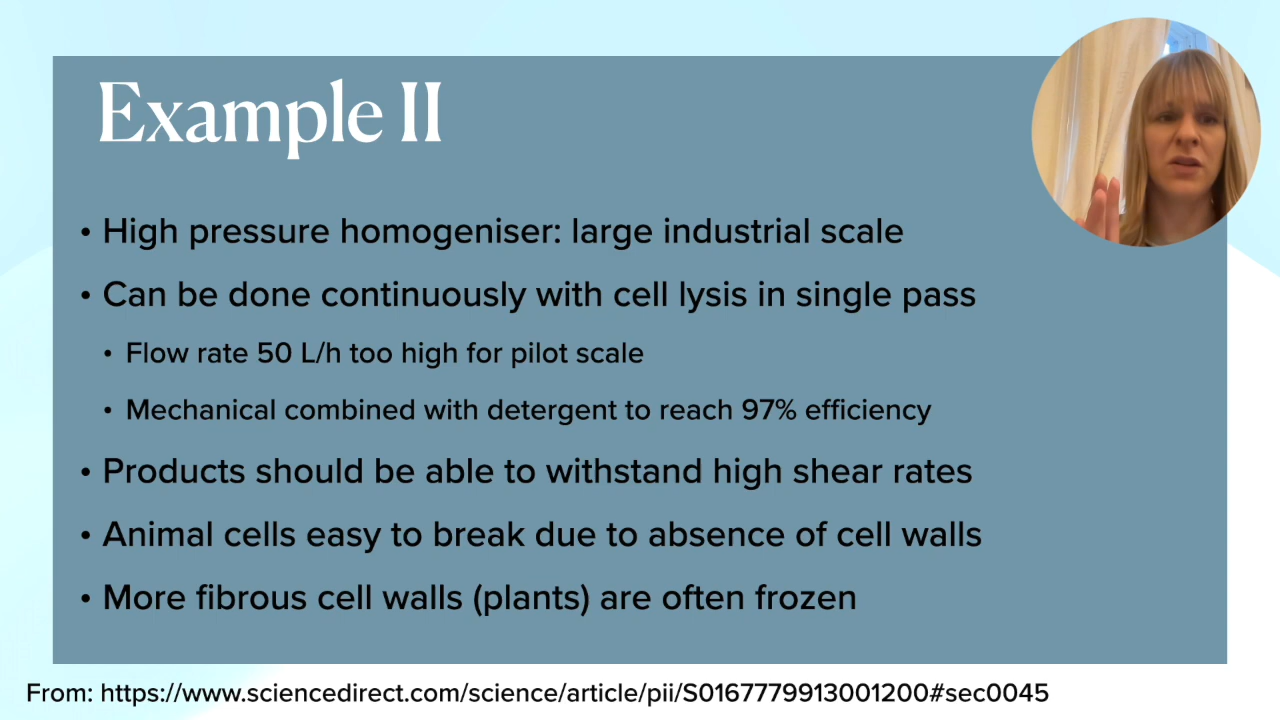 Example II
• High pressure homogeniser: large industrial scale
• Can be done continuously with cell lysis in single pass
• Flow rate 50 L/h too high for pilot scale
• Mechanical combined with detergent to reach 97% efficiency
• Products should be able to withstand high shear rates
• Animal cells easy to break due to absence of cell walls
• More fibrous cell walls (plants) are often frozen
From: https://www.sciencedirect.com/science/article/pii/S0167779913001200#sec0045